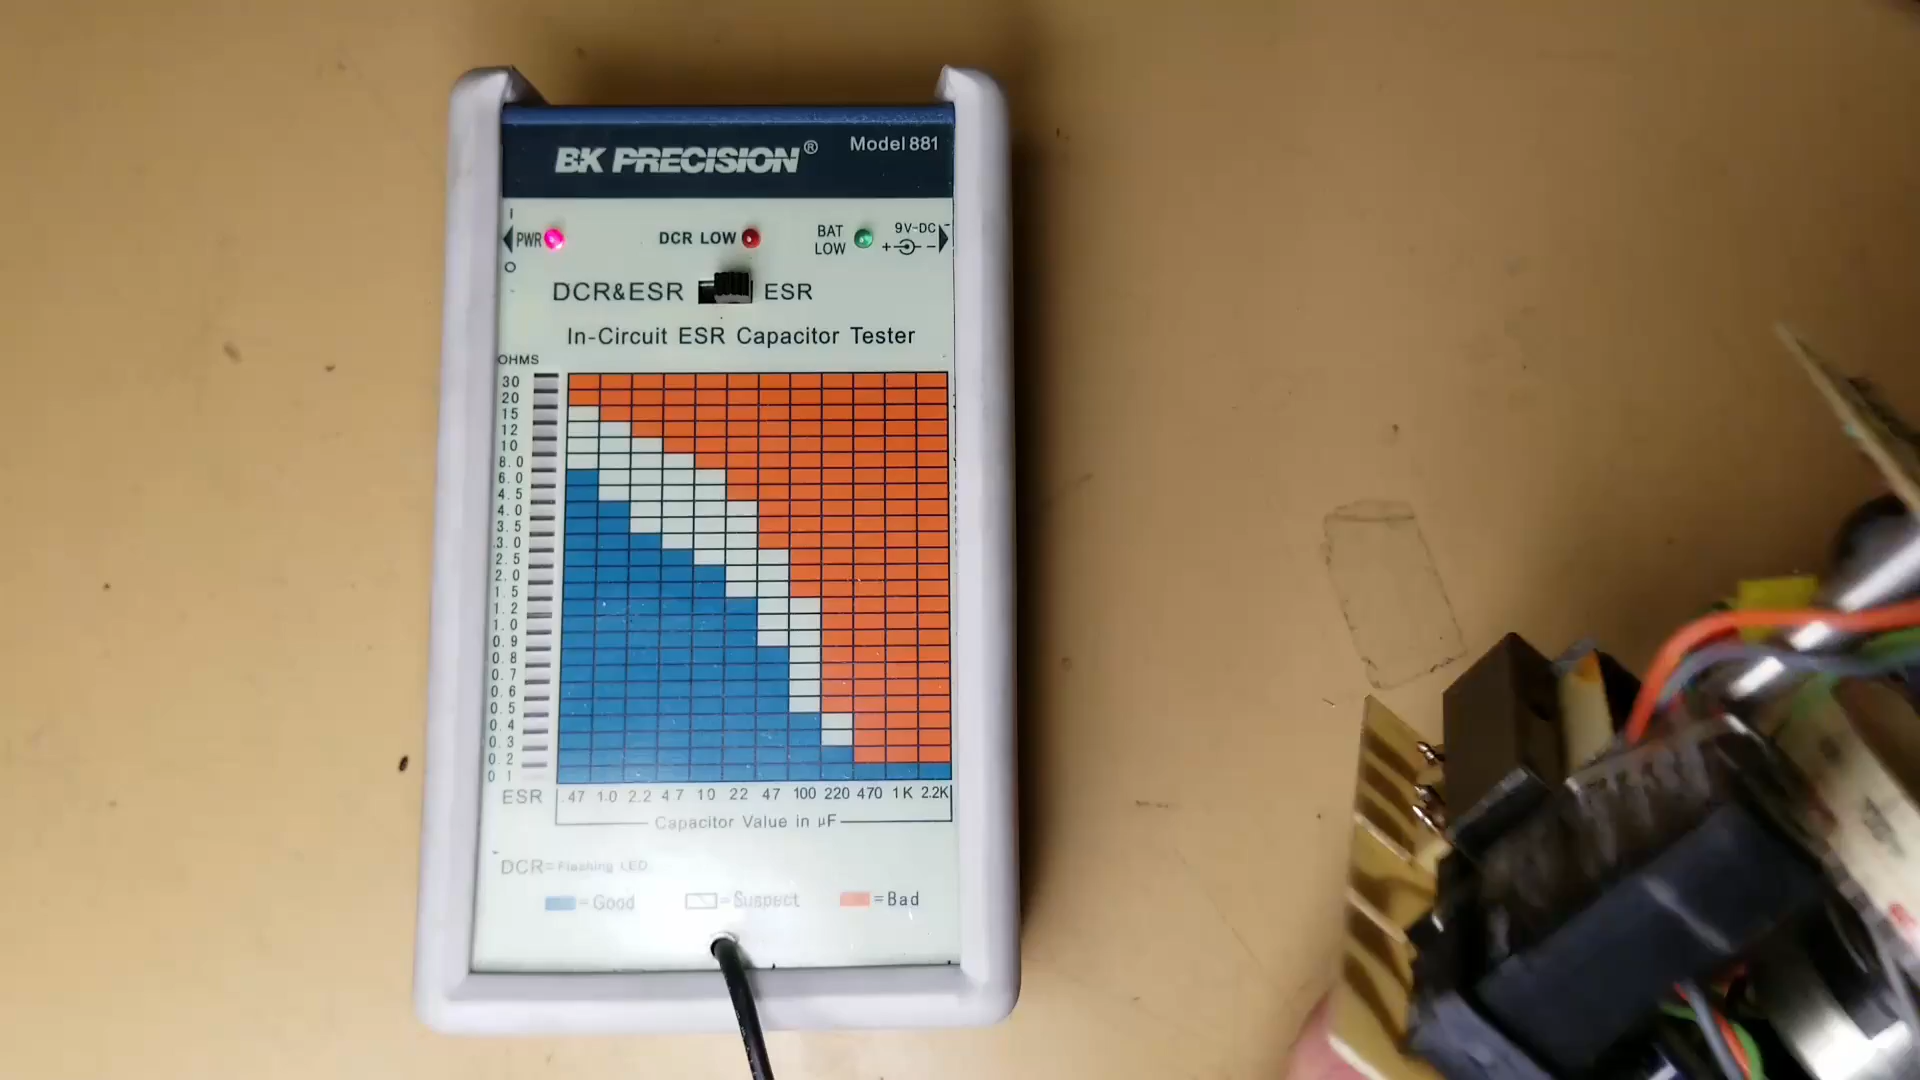 B&K PRECISION®
Model 881
I
PWR
O
DCR LOW
BAT LOW
9V-DC
+ − −
DCR&ESR
ESR
In-Circuit ESR Capacitor Tester
OHMS
30
20
15
12
10
8.0
6.0
4.5
4.0
3.5
3.0
2.5
2.0
1.5
1.2
1.0
0.9
0.8
0.7
0.6
0.5
0.4
0.3
0.2
0 1
ESR .47 1.0 2.2 4.7 10 22 47 100 220 470 1K 2.2K
Capacitor Value in µF
DCR=Flashing LED
=Good =Suspect =Bad